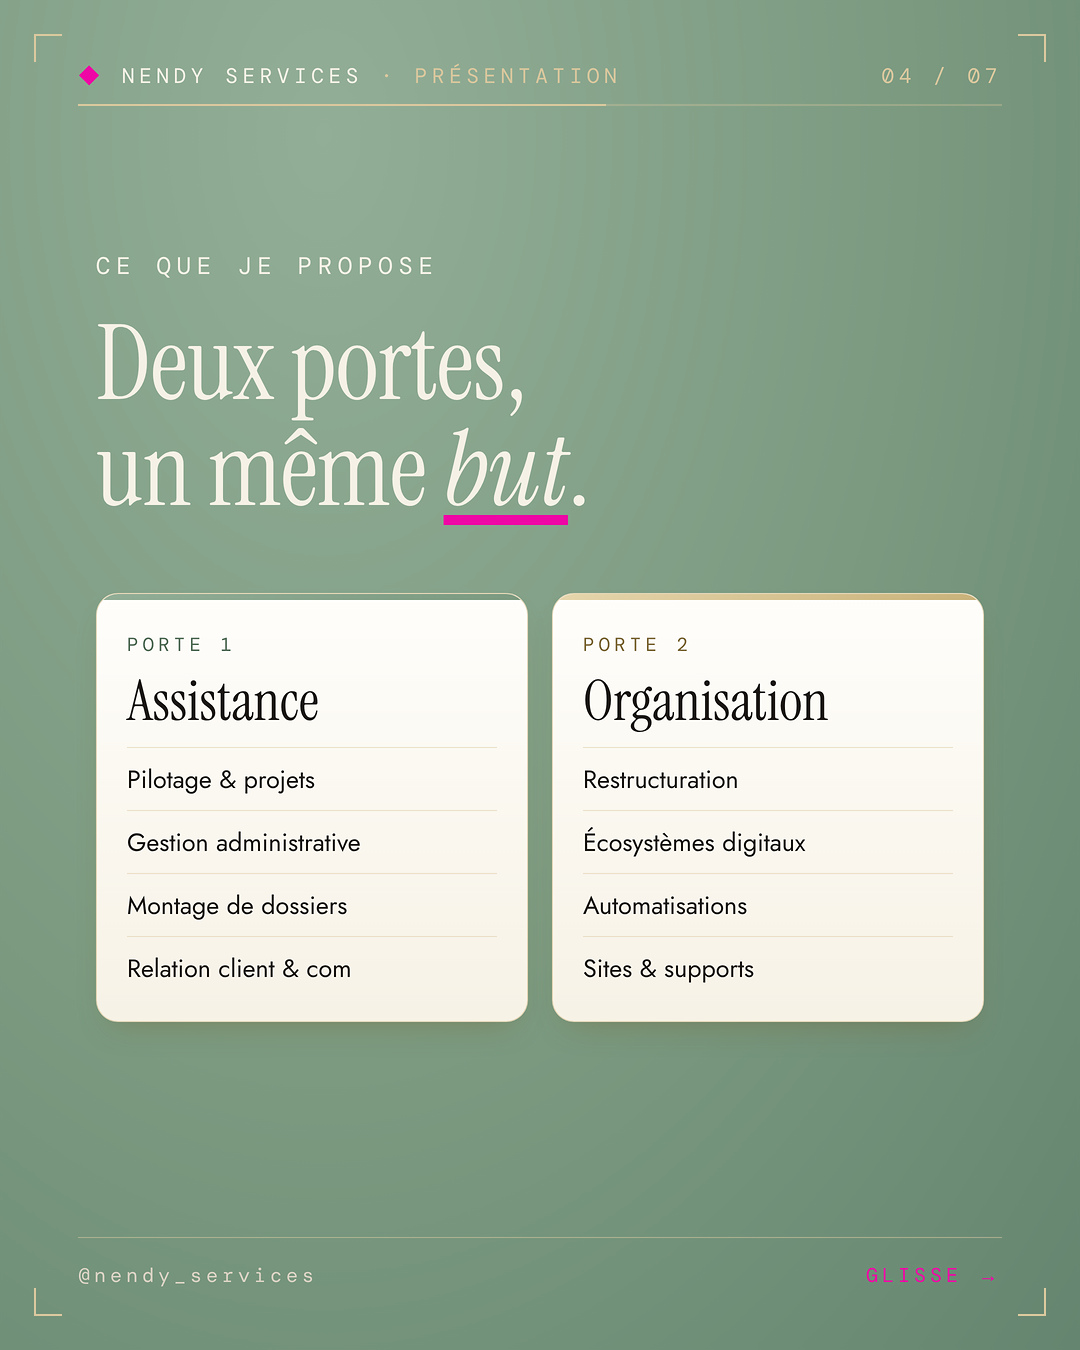 NENDY SERVICES · PRÉSENTATION
04 / 07
CE QUE JE PROPOSE
Deux portes,
un même but.
PORTE 1
Assistance
Pilotage & projets
Gestion administrative
Montage de dossiers
Relation client & com
PORTE 2
Organisation
Restructuration
Écosystèmes digitaux
Automatisations
Sites & supports
@nendy_services
GLISSE →